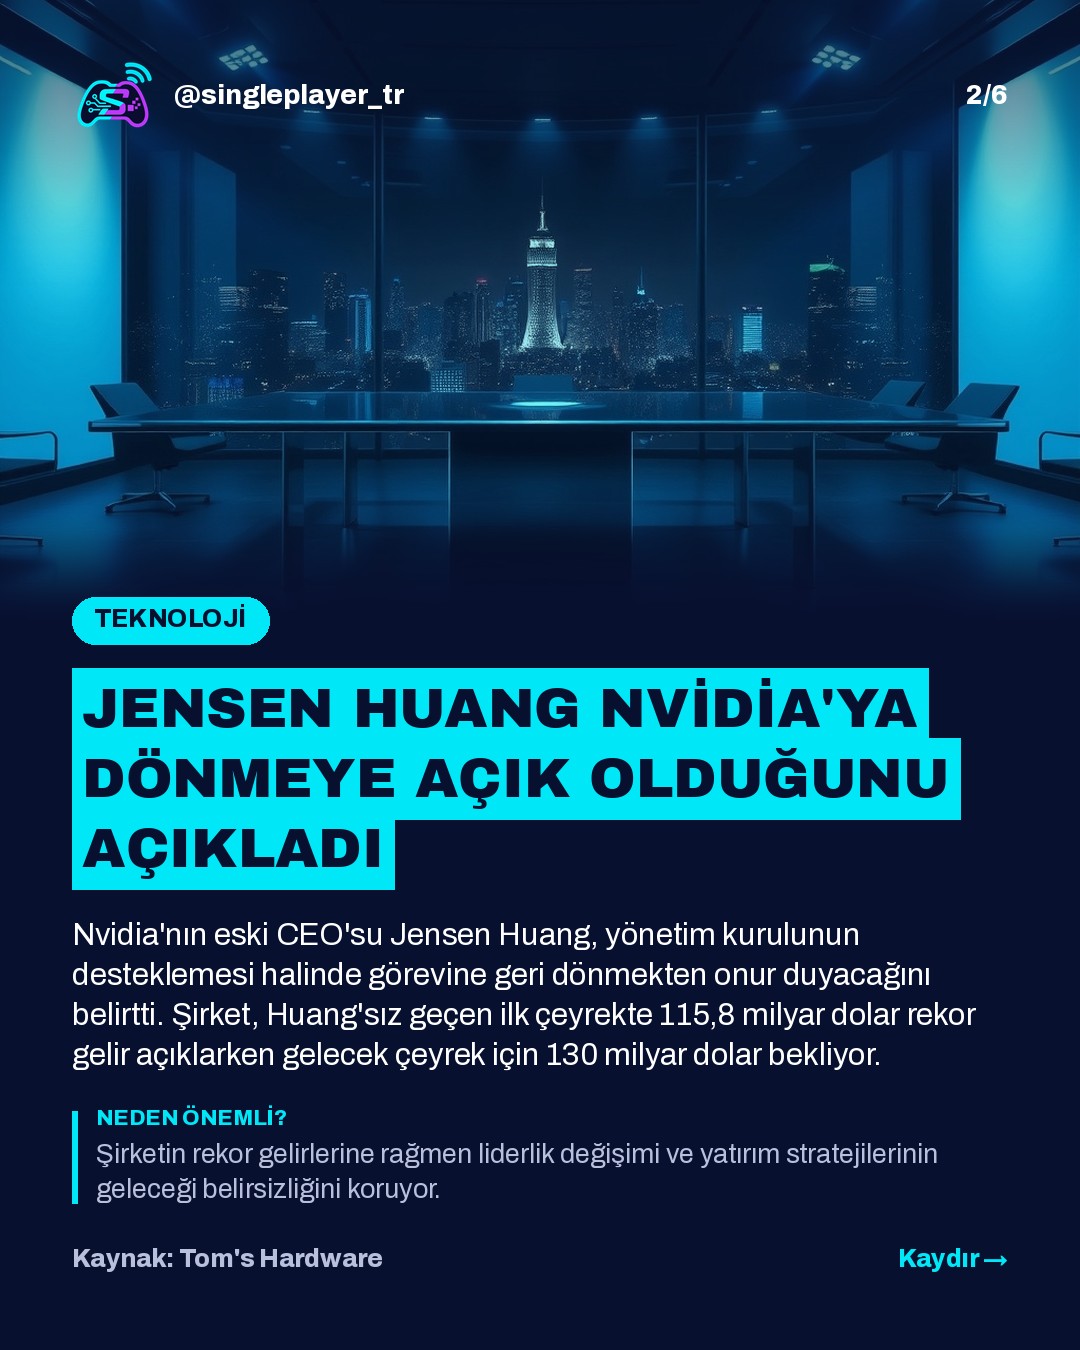 @singleplayer_tr
2/6
TEKNOLOJİ
JENSEN HUANG NVİDİA'YA
DÖNMEYE AÇIK OLDUĞUNU
AÇIKLADI
Nvidia'nın eski CEO'su Jensen Huang, yönetim kurulunun
desteklemesi halinde görevine geri dönmekten onur duyacağını
belirtti. Şirket, Huang'sız geçen ilk çeyrekte 115,8 milyar dolar rekor
gelir açıklarken gelecek çeyrek için 130 milyar dolar bekliyor.
NEDEN ÖNEMLİ?
Şirketin rekor gelirlerine rağmen liderlik değişimi ve yatırım stratejilerinin
geleceği belirsizliğini koruyor.
Kaynak: Tom's Hardware
Kaydır→